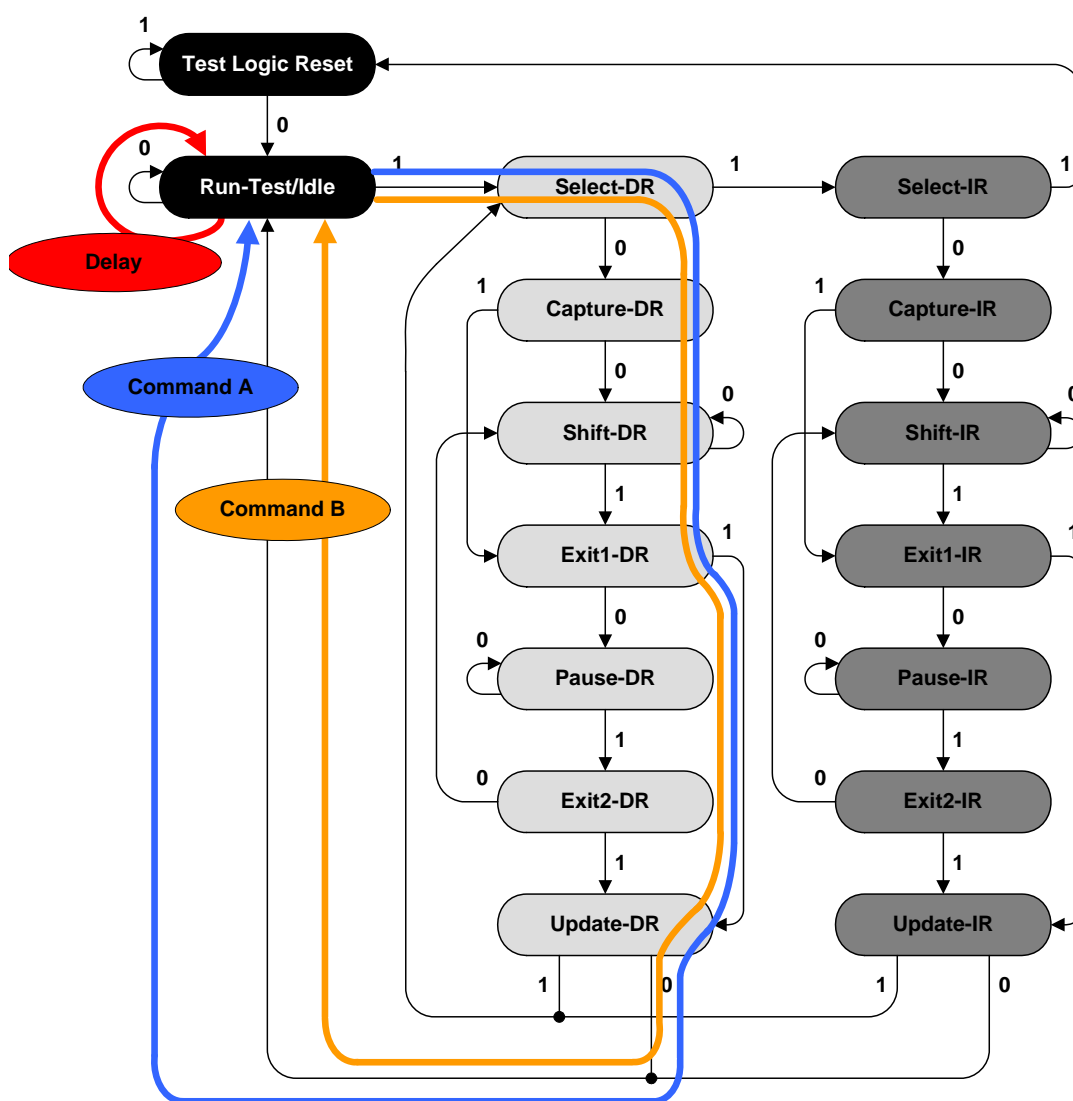 1
Test Logic Reset
0
0
Run-Test/Idle
1
Select-DR
1
Select-IR
1
Delay
0
0
1
Capture-DR
1
Capture-IR
0
0
Command A
Shift-DR
0
Shift-IR
0
1
1
Command B
Exit1-DR
1
Exit1-IR
1
0
0
0
Pause-DR
0
Pause-IR
1
1
0
Exit2-DR
0
Exit2-IR
1
1
Update-DR
Update-IR
1
0
1
0